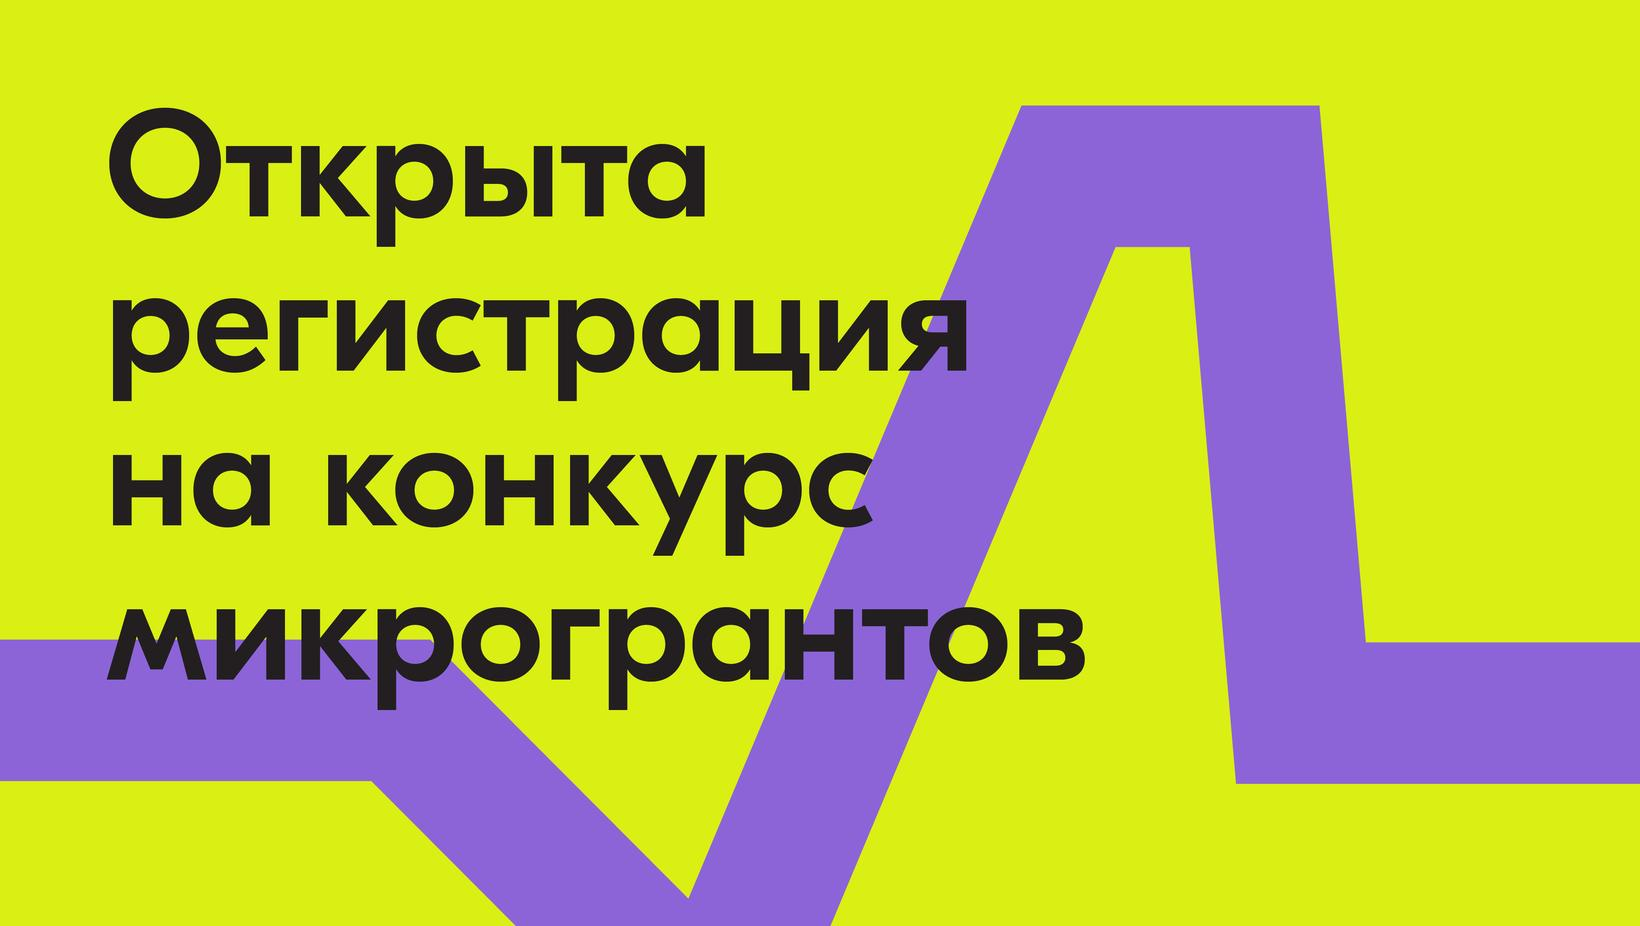 Открыта
регистрация
на конкурс
микрогрантов